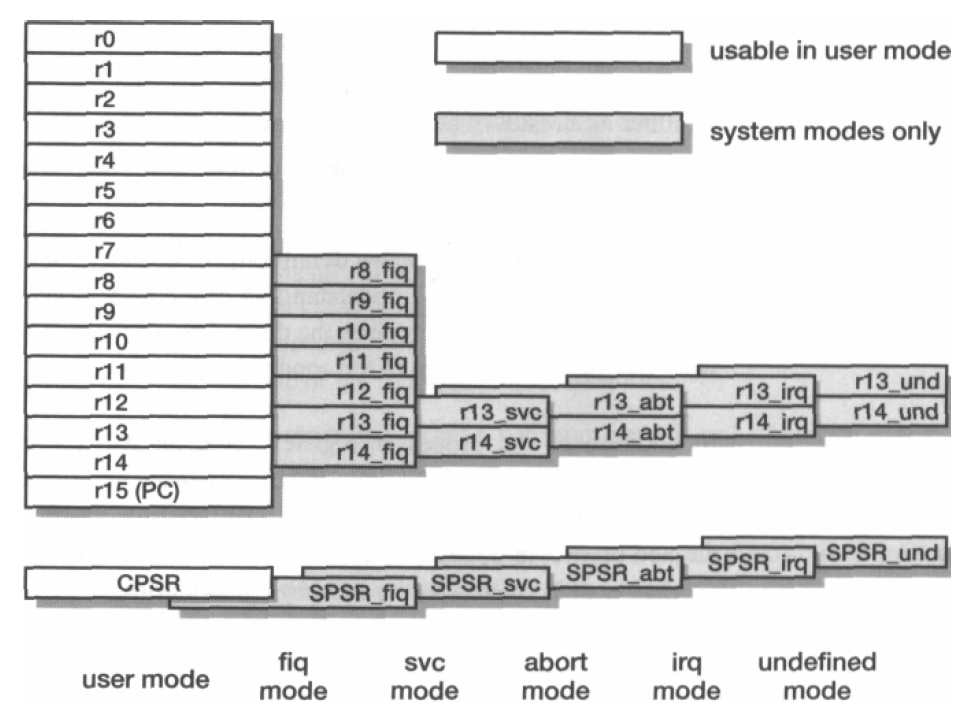 r0
usable in user mode
r1
r2
r3
system modes only
r4
r5
r6
r7
r8_fiq
r8
r9_fiq
r9
r10_fiq
r10
r11_fiq
r11
r12_fiq
r13_svc
r13_abt
r13_irq
r13_und
r12
r13_fiq
r14_svc
r14_abt
r14_irq
r14_und
r13
r14_fiq
r14
r15 (PC)
CPSR
SPSR_fiq
SPSR_svc
SPSR_abt
SPSR_irq
SPSR_und
user mode
fiq
mode
svc
mode
abort
mode
irq
mode
undefined
mode